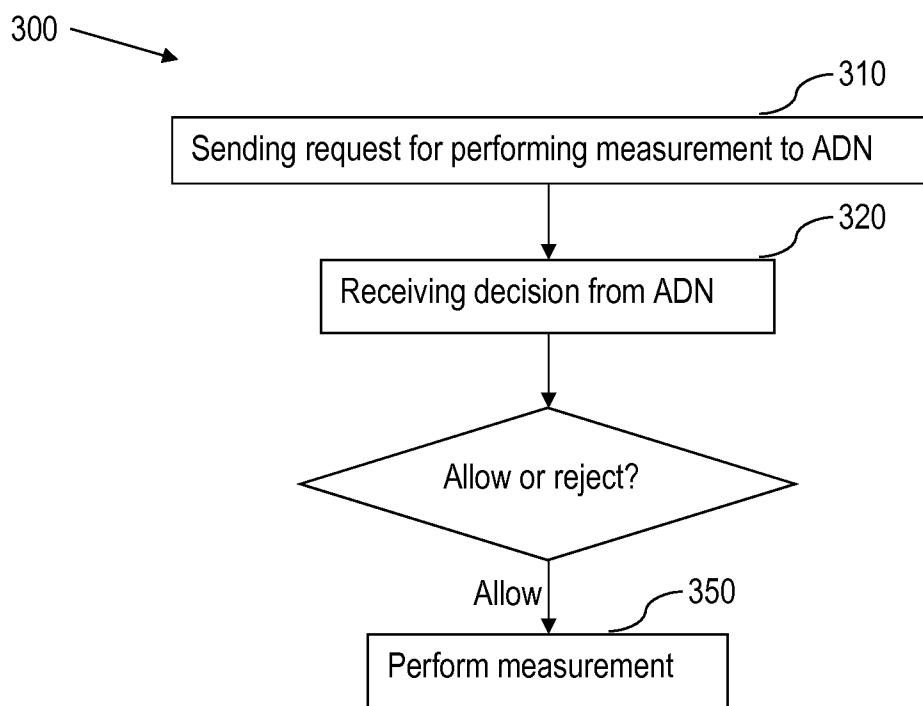 300
310
Sending request for performing measurement to ADN
320
Receiving decision from ADN
Allow or reject?
Allow
350
Perform measurement